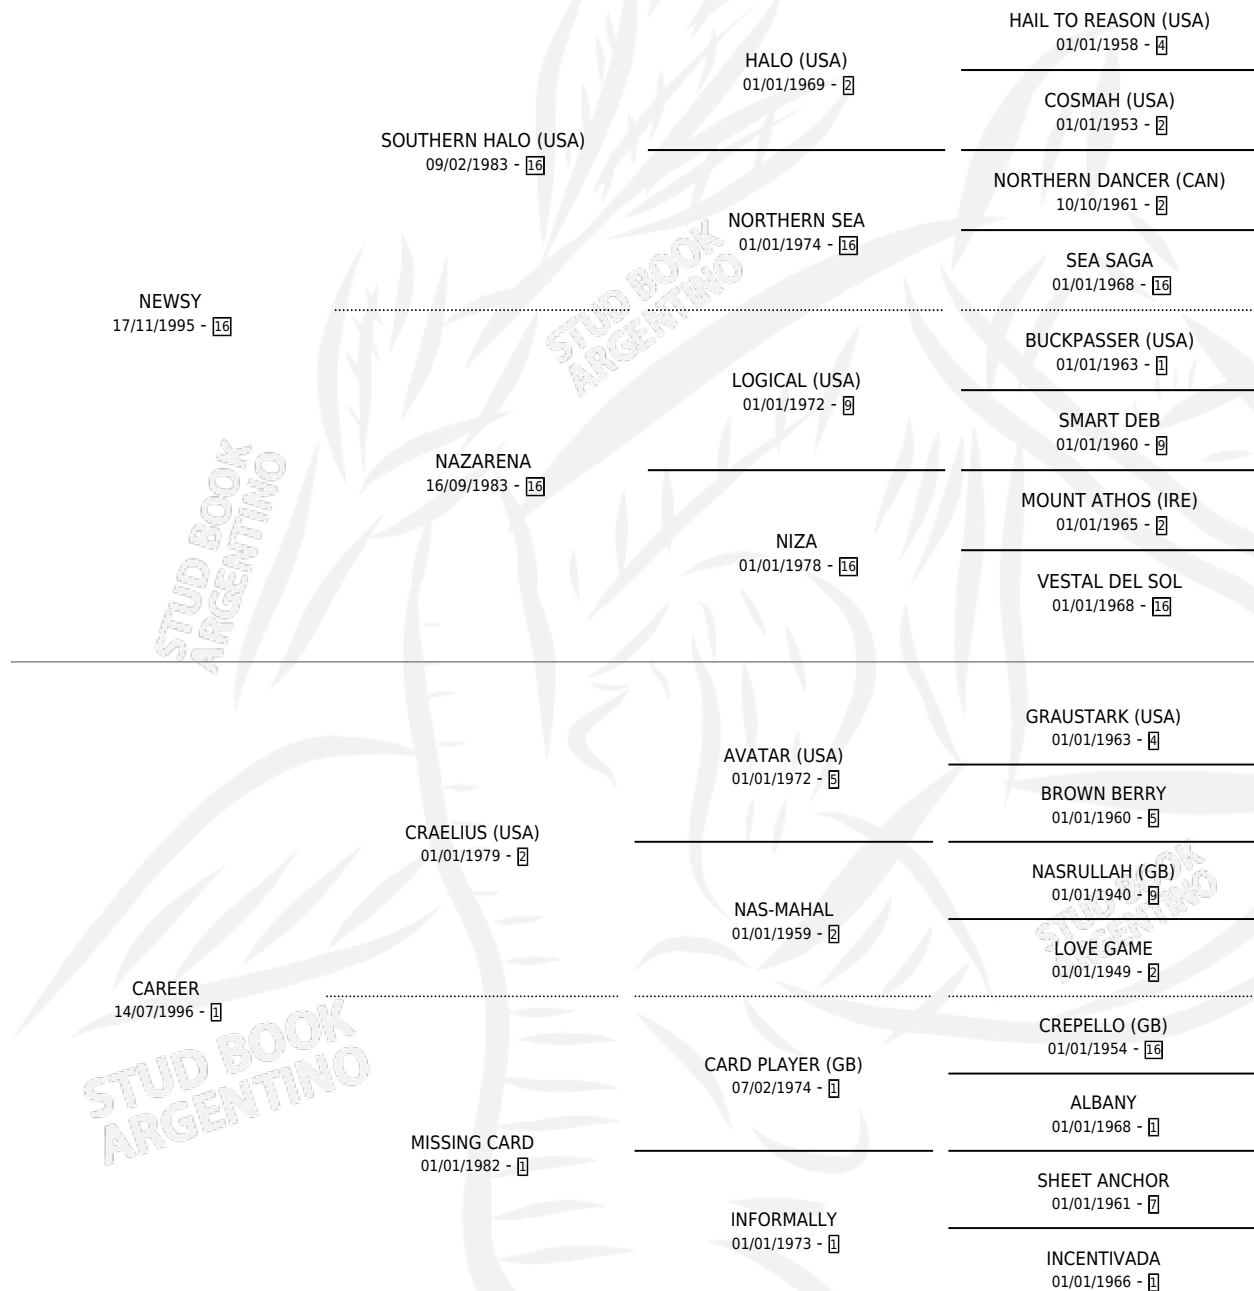 HAIL TO REASON (USA)
01/01/1958 - 4
HALO (USA)
01/01/1969 - 2
COSMAH (USA)
01/01/1953 - 2
SOUTHERN HALO (USA)
09/02/1983 - 16
NORTHERN DANCER (CAN)
10/10/1961 - 2
NORTHERN SEA
01/01/1974 - 16
SEA SAGA
01/01/1968 - 16
NEWSY
17/11/1995 - 16
BUCKPASSER (USA)
01/01/1963 - 1
LOGICAL (USA)
01/01/1972 - 9
SMART DEB
01/01/1960 - 9
NAZARENA
16/09/1983 - 16
MOUNT ATHOS (IRE)
01/01/1965 - 2
NIZA
01/01/1978 - 16
VESTAL DEL SOL
01/01/1968 - 16
GRAUSTARK (USA)
01/01/1963 - 4
AVATAR (USA)
01/01/1972 - 5
BROWN BERRY
01/01/1960 - 5
CRAELIUS (USA)
01/01/1979 - 2
NASRULLAH (GB)
01/01/1940 - 9
NAS-MAHAL
01/01/1959 - 2
LOVE GAME
01/01/1949 - 2
CAREER
14/07/1996 - 1
CREPELLO (GB)
01/01/1954 - 16
CARD PLAYER (GB)
07/02/1974 - 1
ALBANY
01/01/1968 - 1
MISSING CARD
01/01/1982 - 1
SHEET ANCHOR
01/01/1961 - 7
INFORMALLY
01/01/1973 - 1
INCENTIVADA
01/01/1966 - 1
STUD BOOK
ARGENTINO
STUD BOOK
ARGENTINO
STUD BOOK
ARGENTINO
STUD BOOK
ARGENTINO